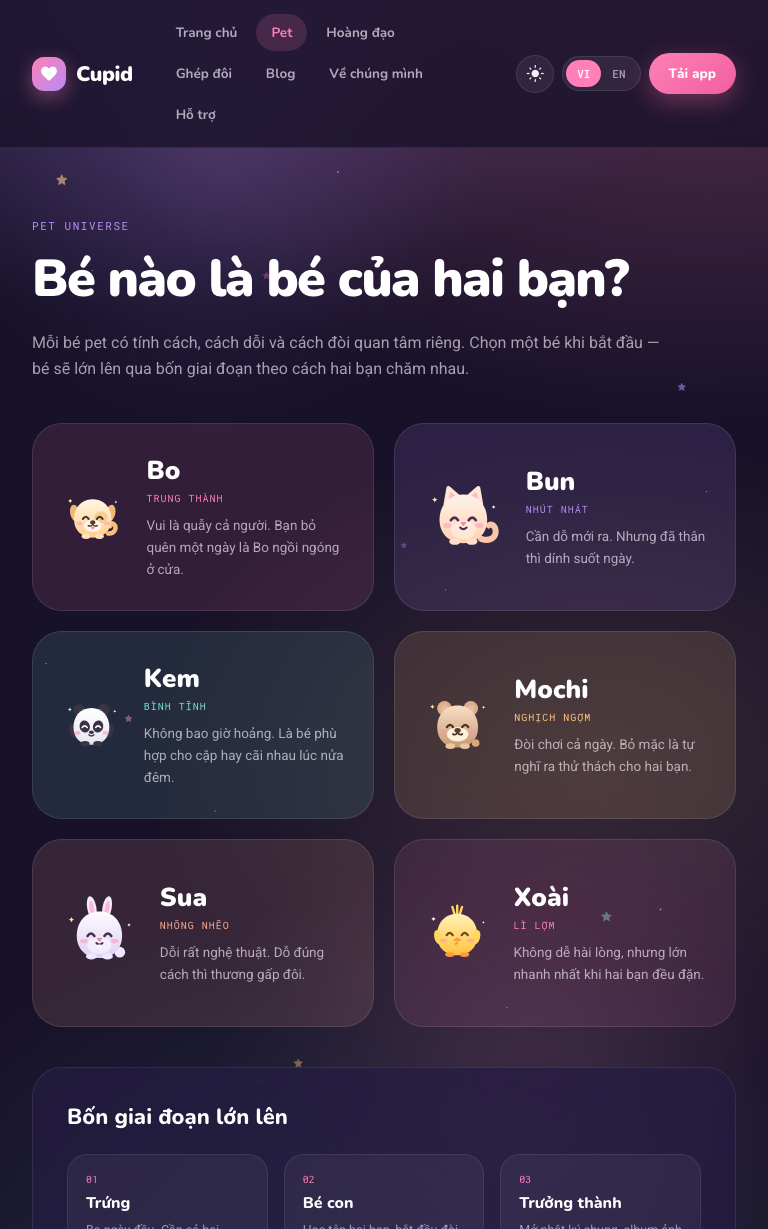 Cupid
Trang chủ
Pet
Hoàng đạo
Ghép đôi
Blog
Về chúng mình
Hỗ trợ
VI
EN
Tải app
PET UNIVERSE
Bé nào là bé của hai bạn?
Mỗi bé pet có tính cách, cách dỗi và cách đòi quan tâm riêng. Chọn một bé khi bắt đầu —
bé sẽ lớn lên qua bốn giai đoạn theo cách hai bạn chăm nhau.
Bo
TRUNG THÀNH
Vui là quẫy cả người. Bạn bỏ
quên một ngày là Bo ngồi ngóng
ở cửa.
Bun
NHÚT NHÁT
Cần dỗ mới ra. Nhưng đã thân
thì dính suốt ngày.
Kem
BÌNH TĨNH
Không bao giờ hoảng. Là bé phù
hợp cho cặp hay cãi nhau lúc nửa
đêm.
Mochi
NGHỊCH NGỢM
Đòi chơi cả ngày. Bỏ mặc là tự
nghĩ ra thử thách cho hai bạn.
Sua
NHÕNG NHẼO
Dỗi rất nghệ thuật. Dỗ đúng
cách thì thương gấp đôi.
Xoài
LÌ LỢM
Không dễ hài lòng, nhưng lớn
nhanh nhất khi hai bạn đều đặn.
Bốn giai đoạn lớn lên
01
Trứng
02
Bé con
03
Trưởng thành